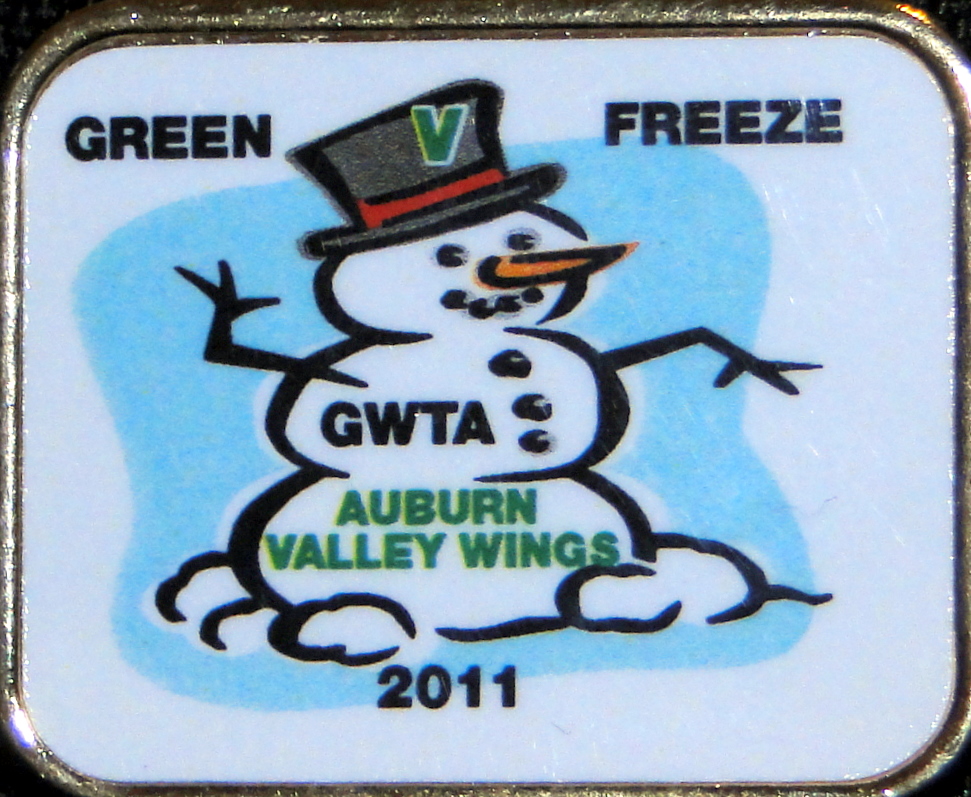 GREEN FREEZE
V
GWTA
AUBURN
VALLEY WINGS
2011